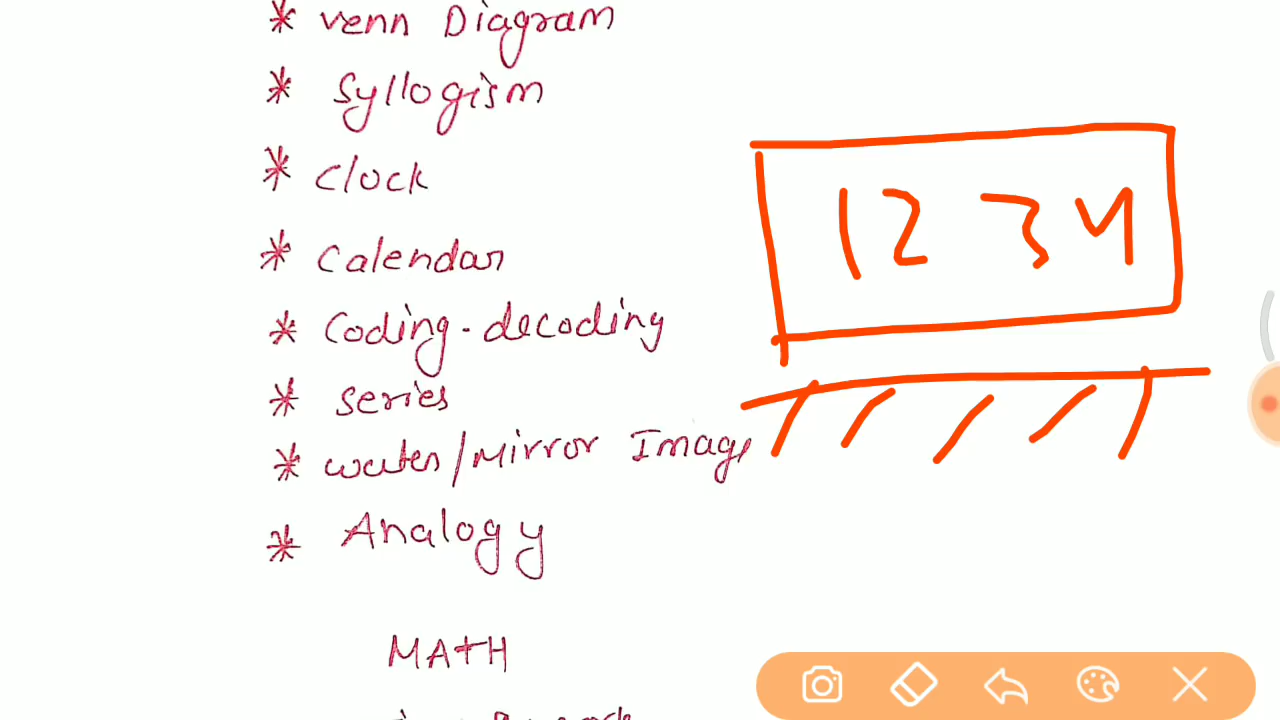 * Venn Diagram
* Syllogism
* Clock
* Calendar
* Coding-decoding
* Series
* Water/Mirror Image
* Analogy
1234
MATH